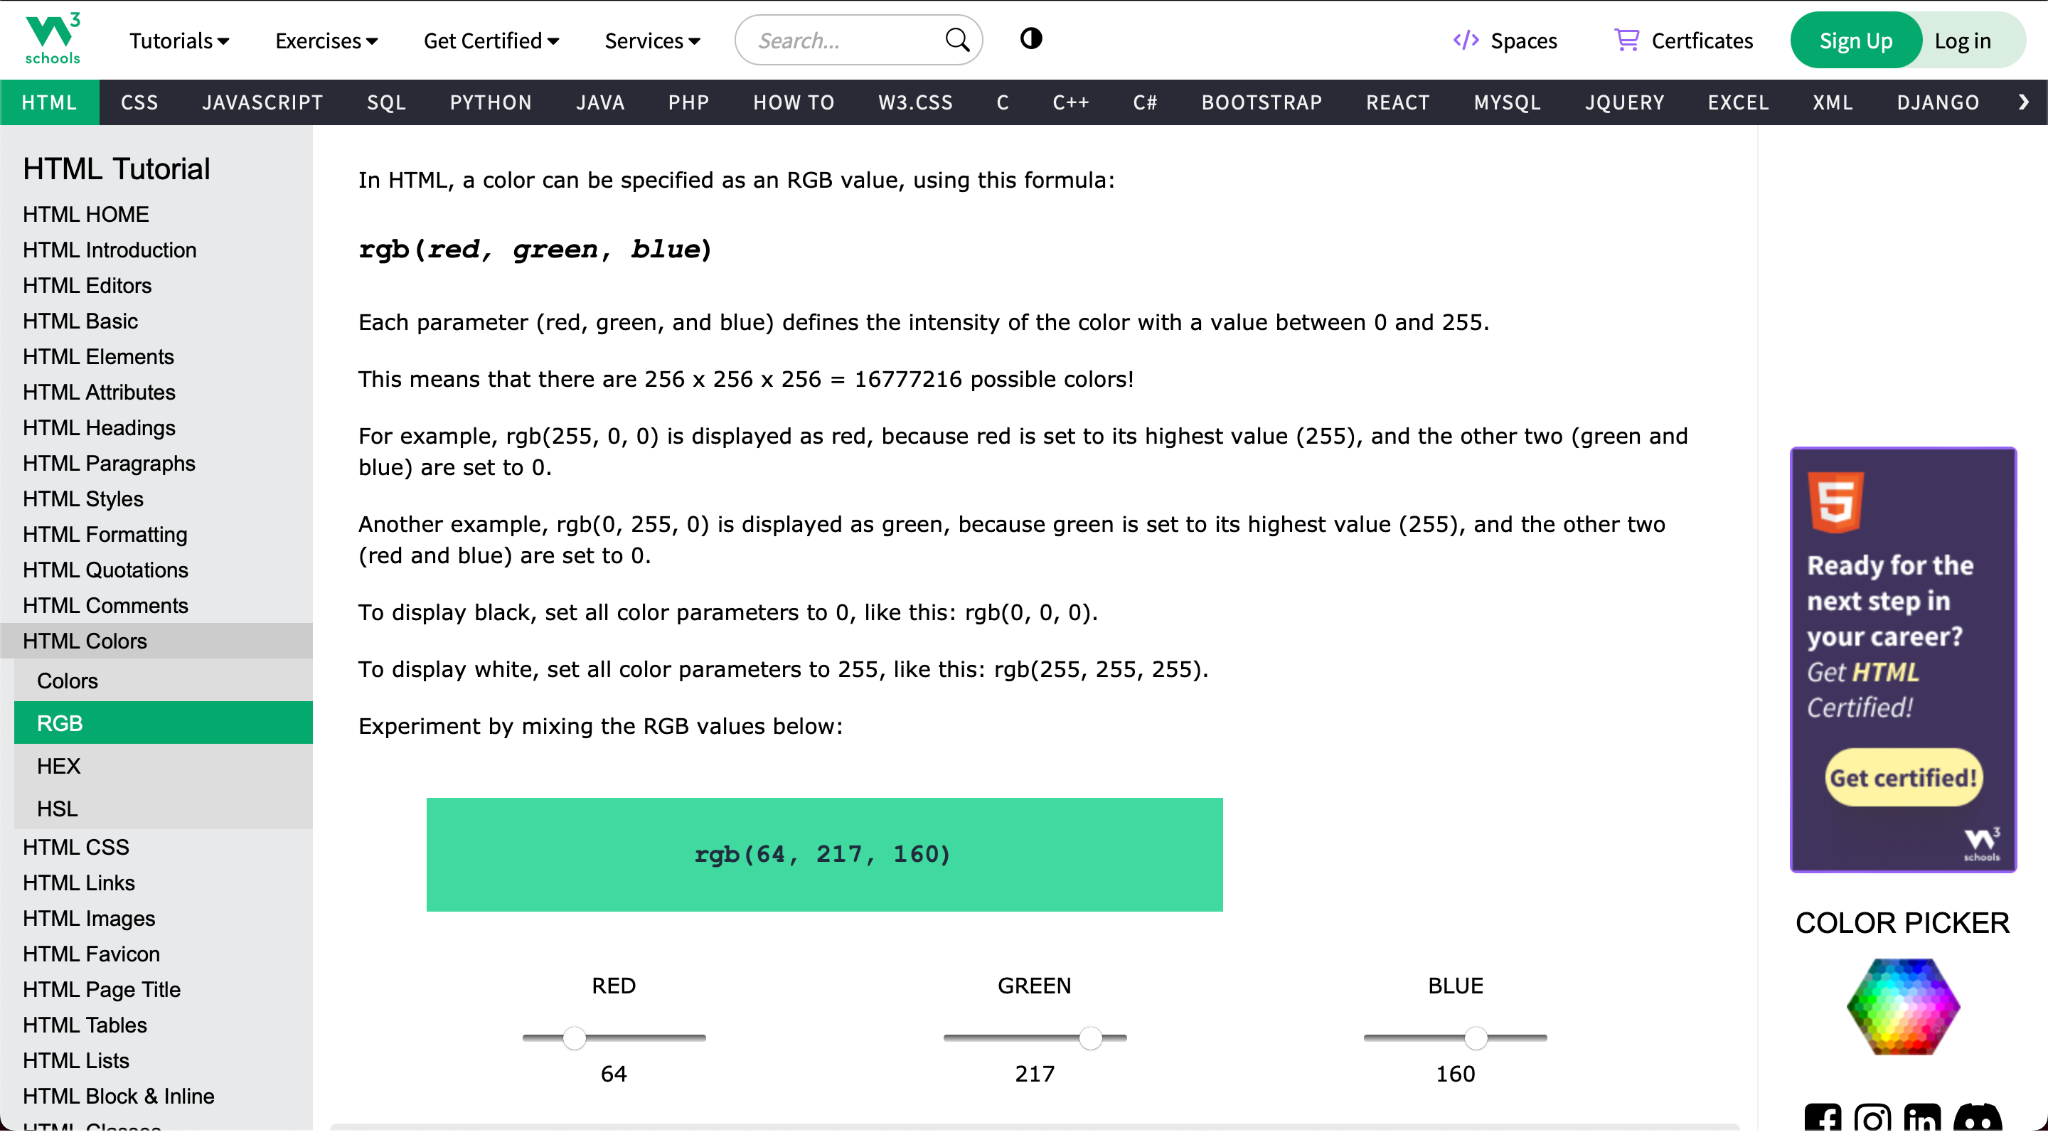 3
schools
Tutorials Exercises Get Certified Services Search... Spaces Certficates Sign Up Log in
HTML CSS JAVASCRIPT SQL PYTHON JAVA PHP HOW TO W3.CSS C C++ C# BOOTSTRAP REACT MYSQL JQUERY EXCEL XML DJANGO
HTML Tutorial
HTML HOME
HTML Introduction
HTML Editors
HTML Basic
HTML Elements
HTML Attributes
HTML Headings
HTML Paragraphs
HTML Styles
HTML Formatting
HTML Quotations
HTML Comments
HTML Colors
Colors
RGB
HEX
HSL
HTML CSS
HTML Links
HTML Images
HTML Favicon
HTML Page Title
HTML Tables
HTML Lists
HTML Block & Inline
HTML Classes
In HTML, a color can be specified as an RGB value, using this formula:
rgb(red, green, blue)
Each parameter (red, green, and blue) defines the intensity of the color with a value between 0 and 255.
This means that there are 256 x 256 x 256 = 16777216 possible colors!
For example, rgb(255, 0, 0) is displayed as red, because red is set to its highest value (255), and the other two (green and
blue) are set to 0.
Another example, rgb(0, 255, 0) is displayed as green, because green is set to its highest value (255), and the other two
(red and blue) are set to 0.
To display black, set all color parameters to 0, like this: rgb(0, 0, 0).
To display white, set all color parameters to 255, like this: rgb(255, 255, 255).
Experiment by mixing the RGB values below:
rgb(64, 217, 160)
RED GREEN BLUE
64 217 160
5
Ready for the
next step in
your career?
Get HTML
Certified!
Get certified!
W3
schools
COLOR PICKER